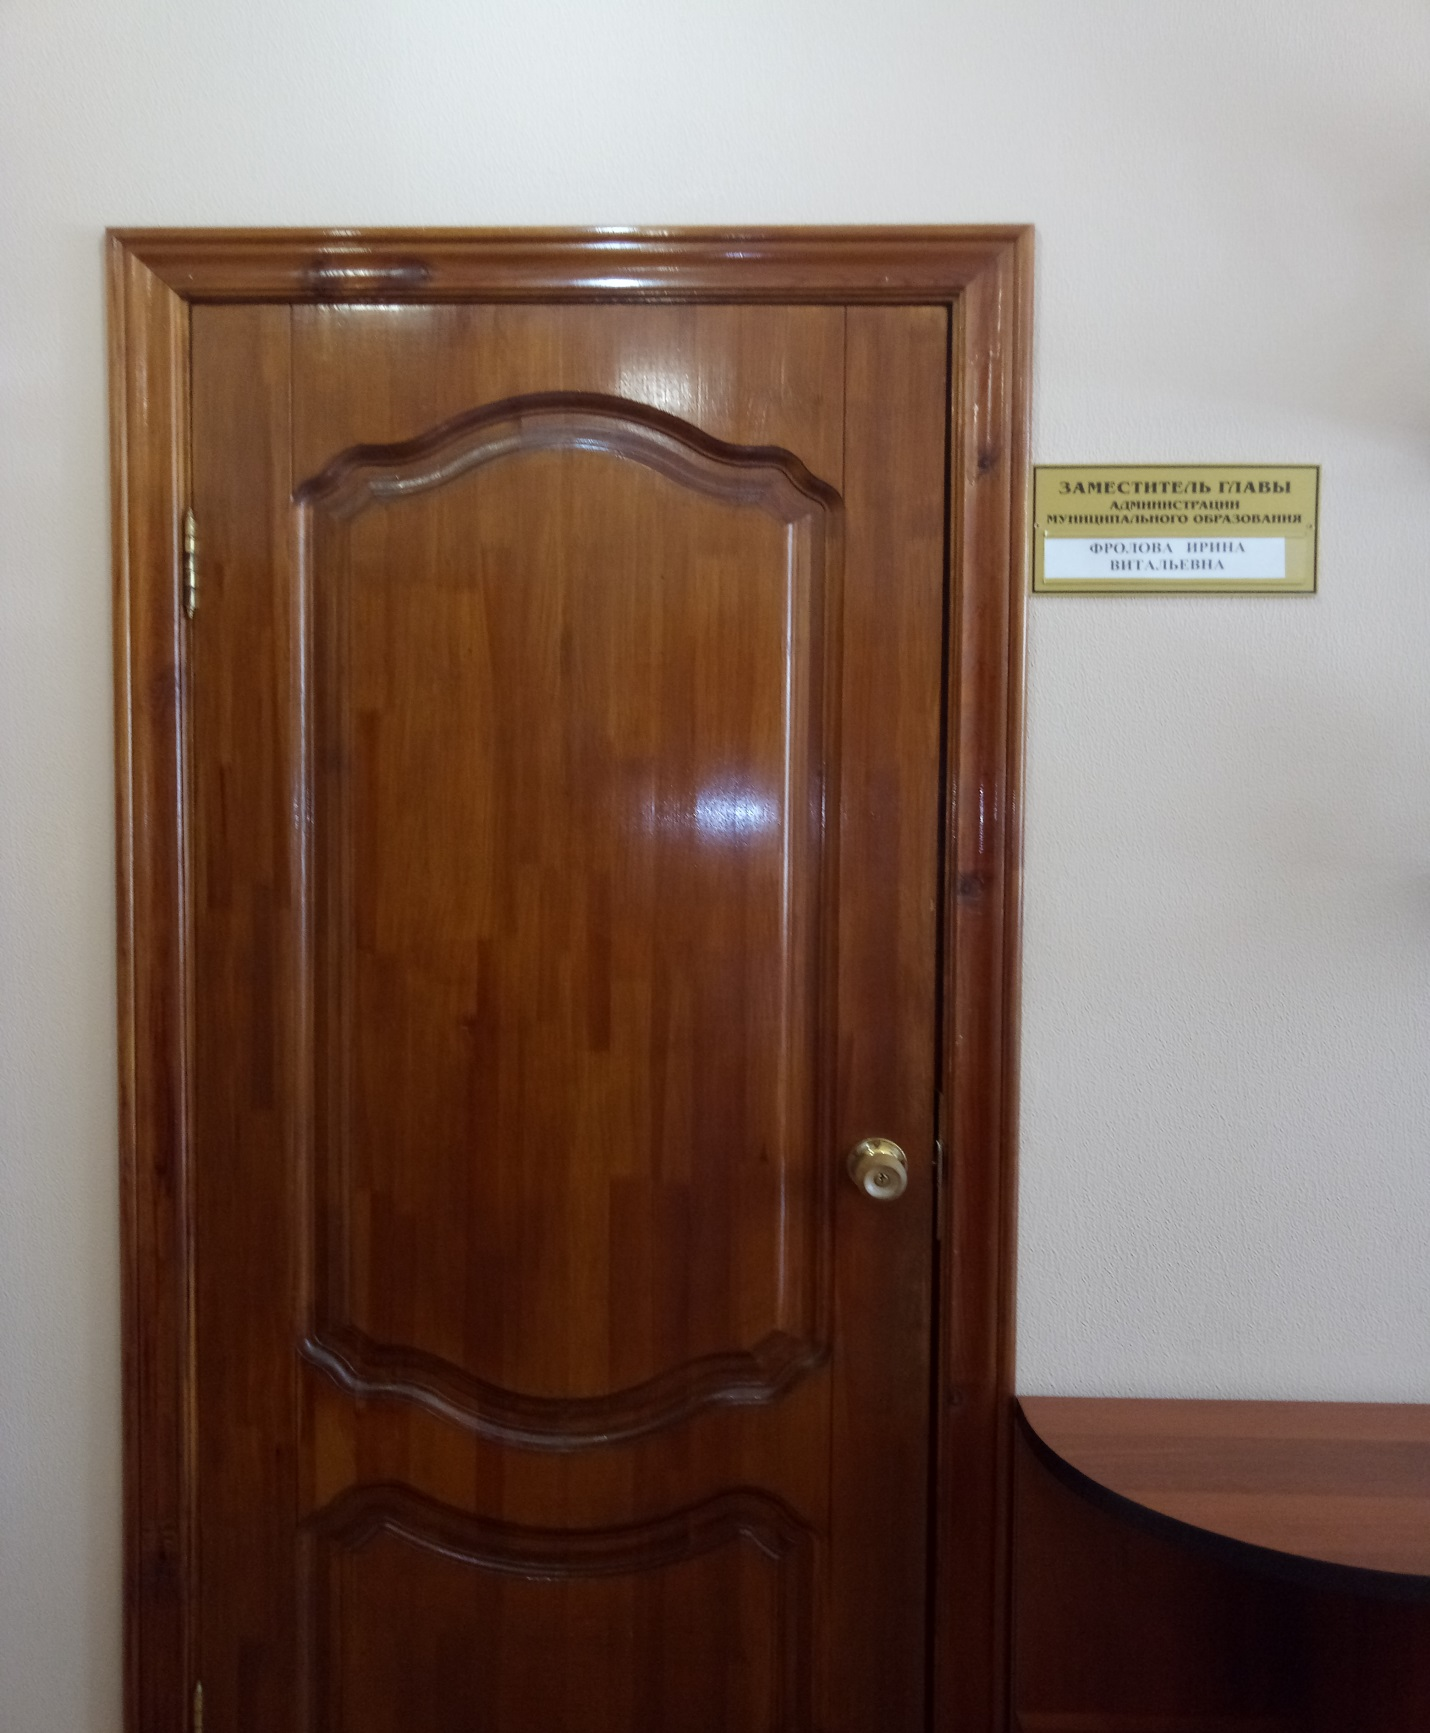 ЗАМЕСТИТЕЛЬ ГЛАВЫ
АДМИНИСТРАЦИИ
МУНИЦИПАЛЬНОГО ОБРАЗОВАНИЯ
ФРОЛОВА ИРИНА
ВИТАЛЬЕВНА